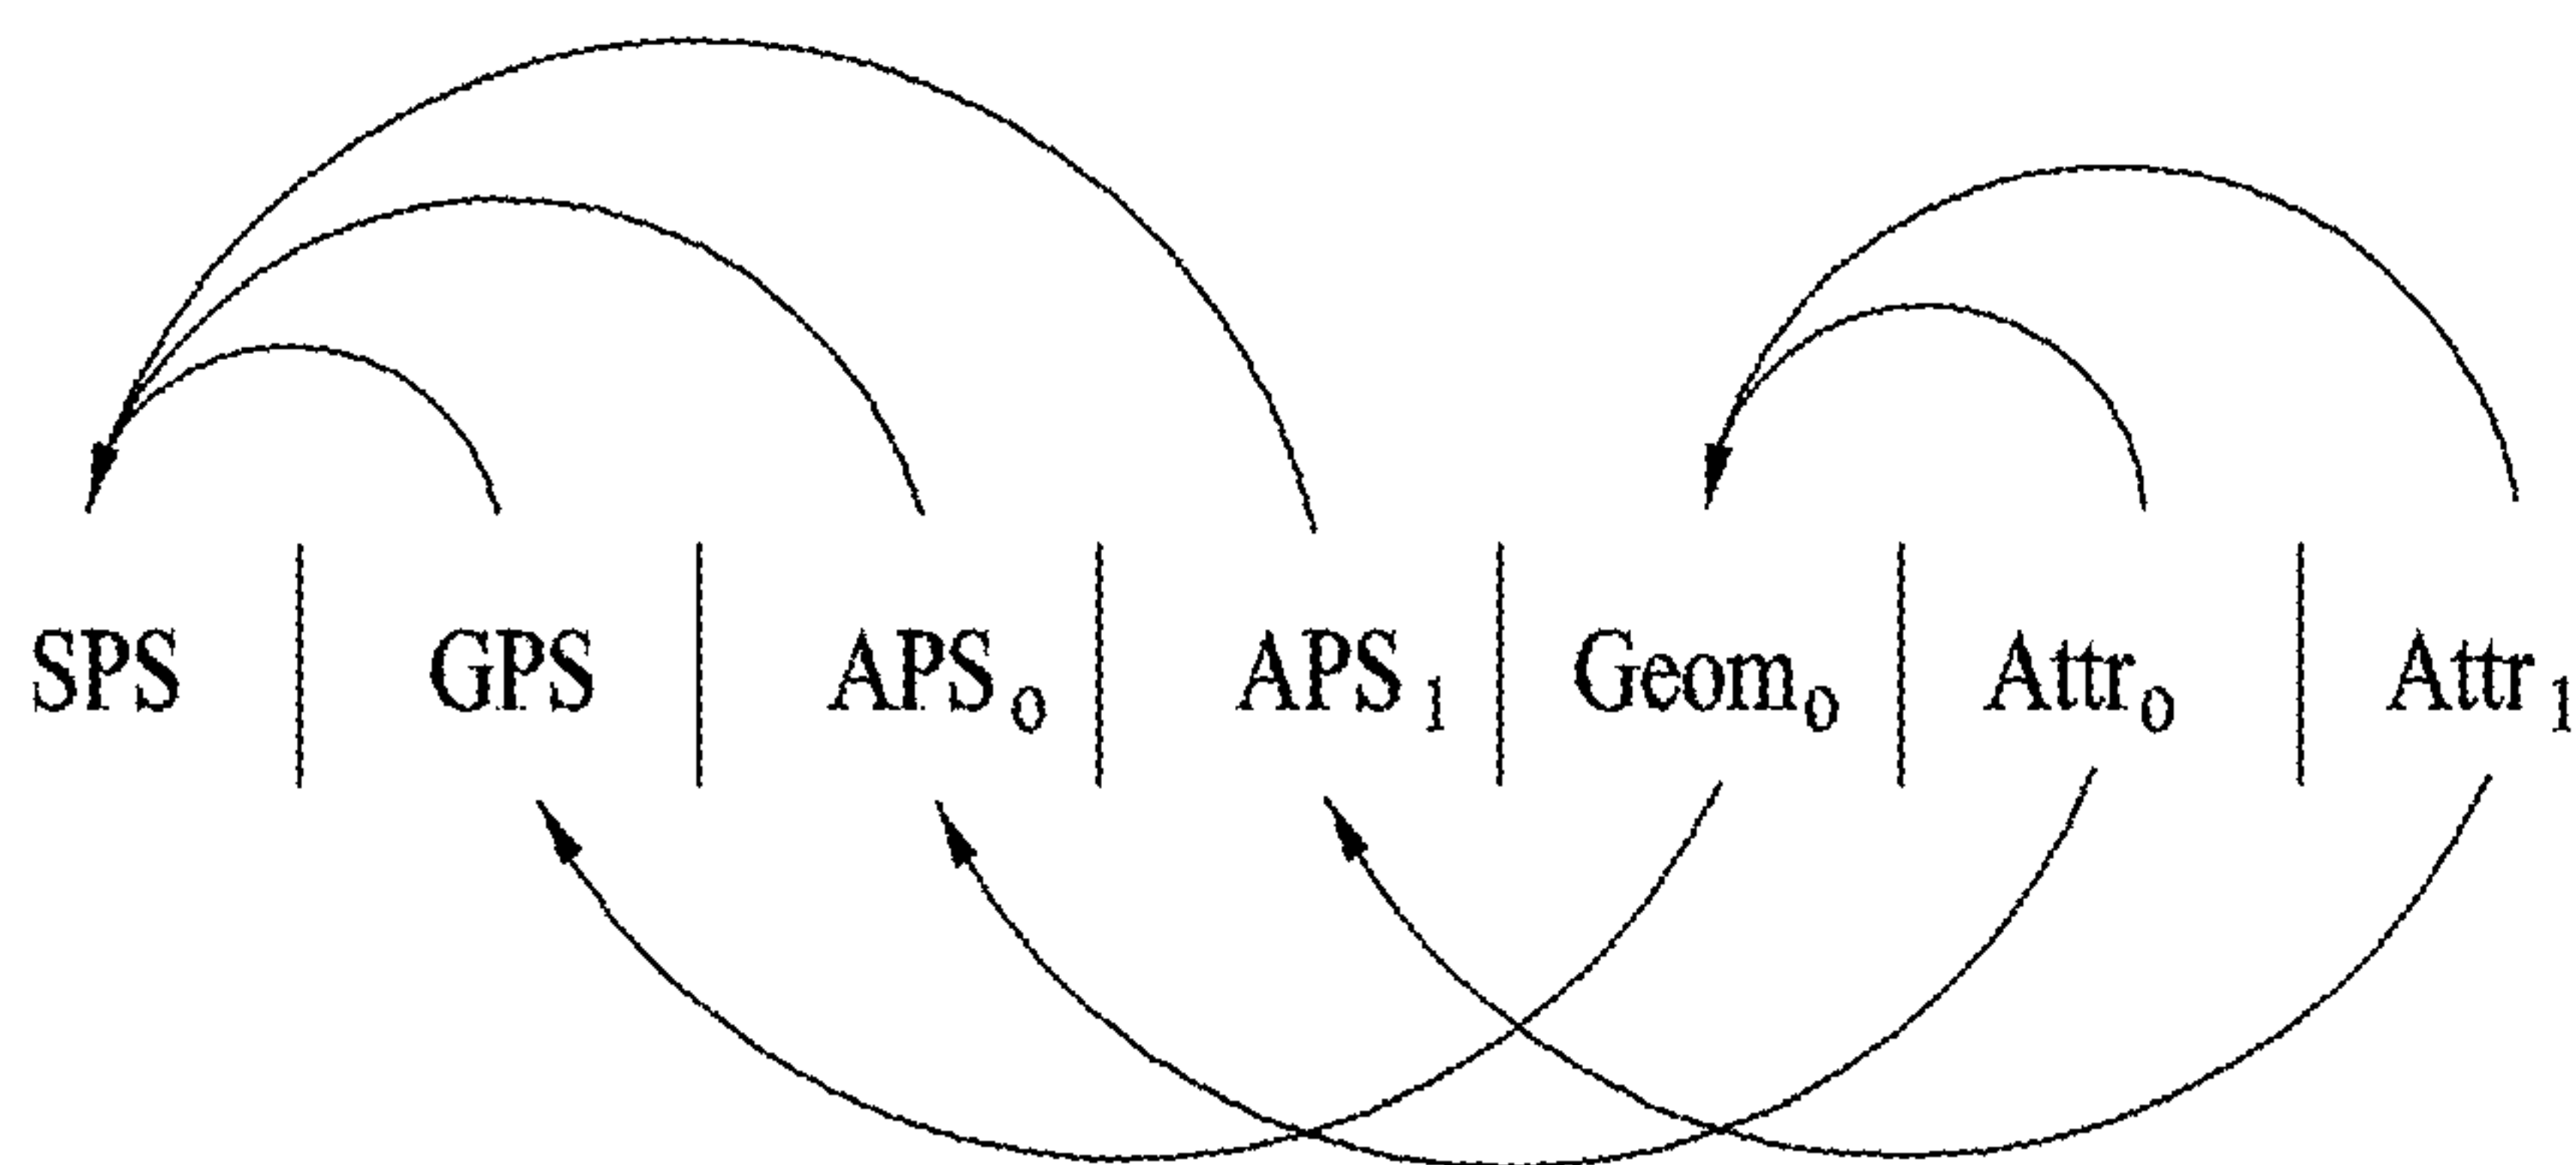 SPS | GPS | APS₀ | APS₁ | Geom₀ | Attr₀ | Attr₁